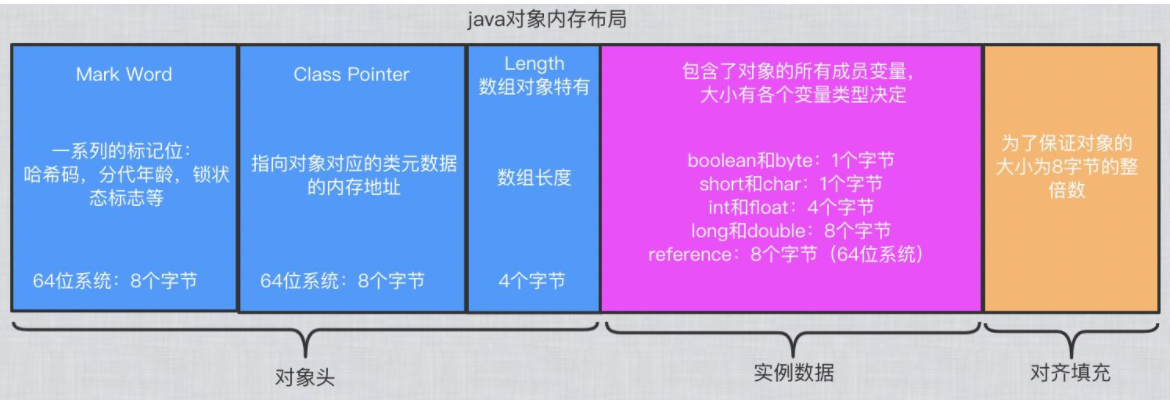 java对象内存布局
Mark Word
一系列的标记位：
哈希码，分代年龄，锁状
态标志等
64位系统：8个字节
Class Pointer
指向对象对应的类元数据
的内存地址
64位系统：8个字节
Length
数组对象特有
数组长度
4个字节
包含了对象的所有成员变量，
大小有各个变量类型决定
boolean和byte：1个字节
short和char：1个字节
int和float：4个字节
long和double：8个字节
reference：8个字节（64位系统）
为了保证对象的
大小为8字节的整
倍数
对象头
实例数据
对齐填充